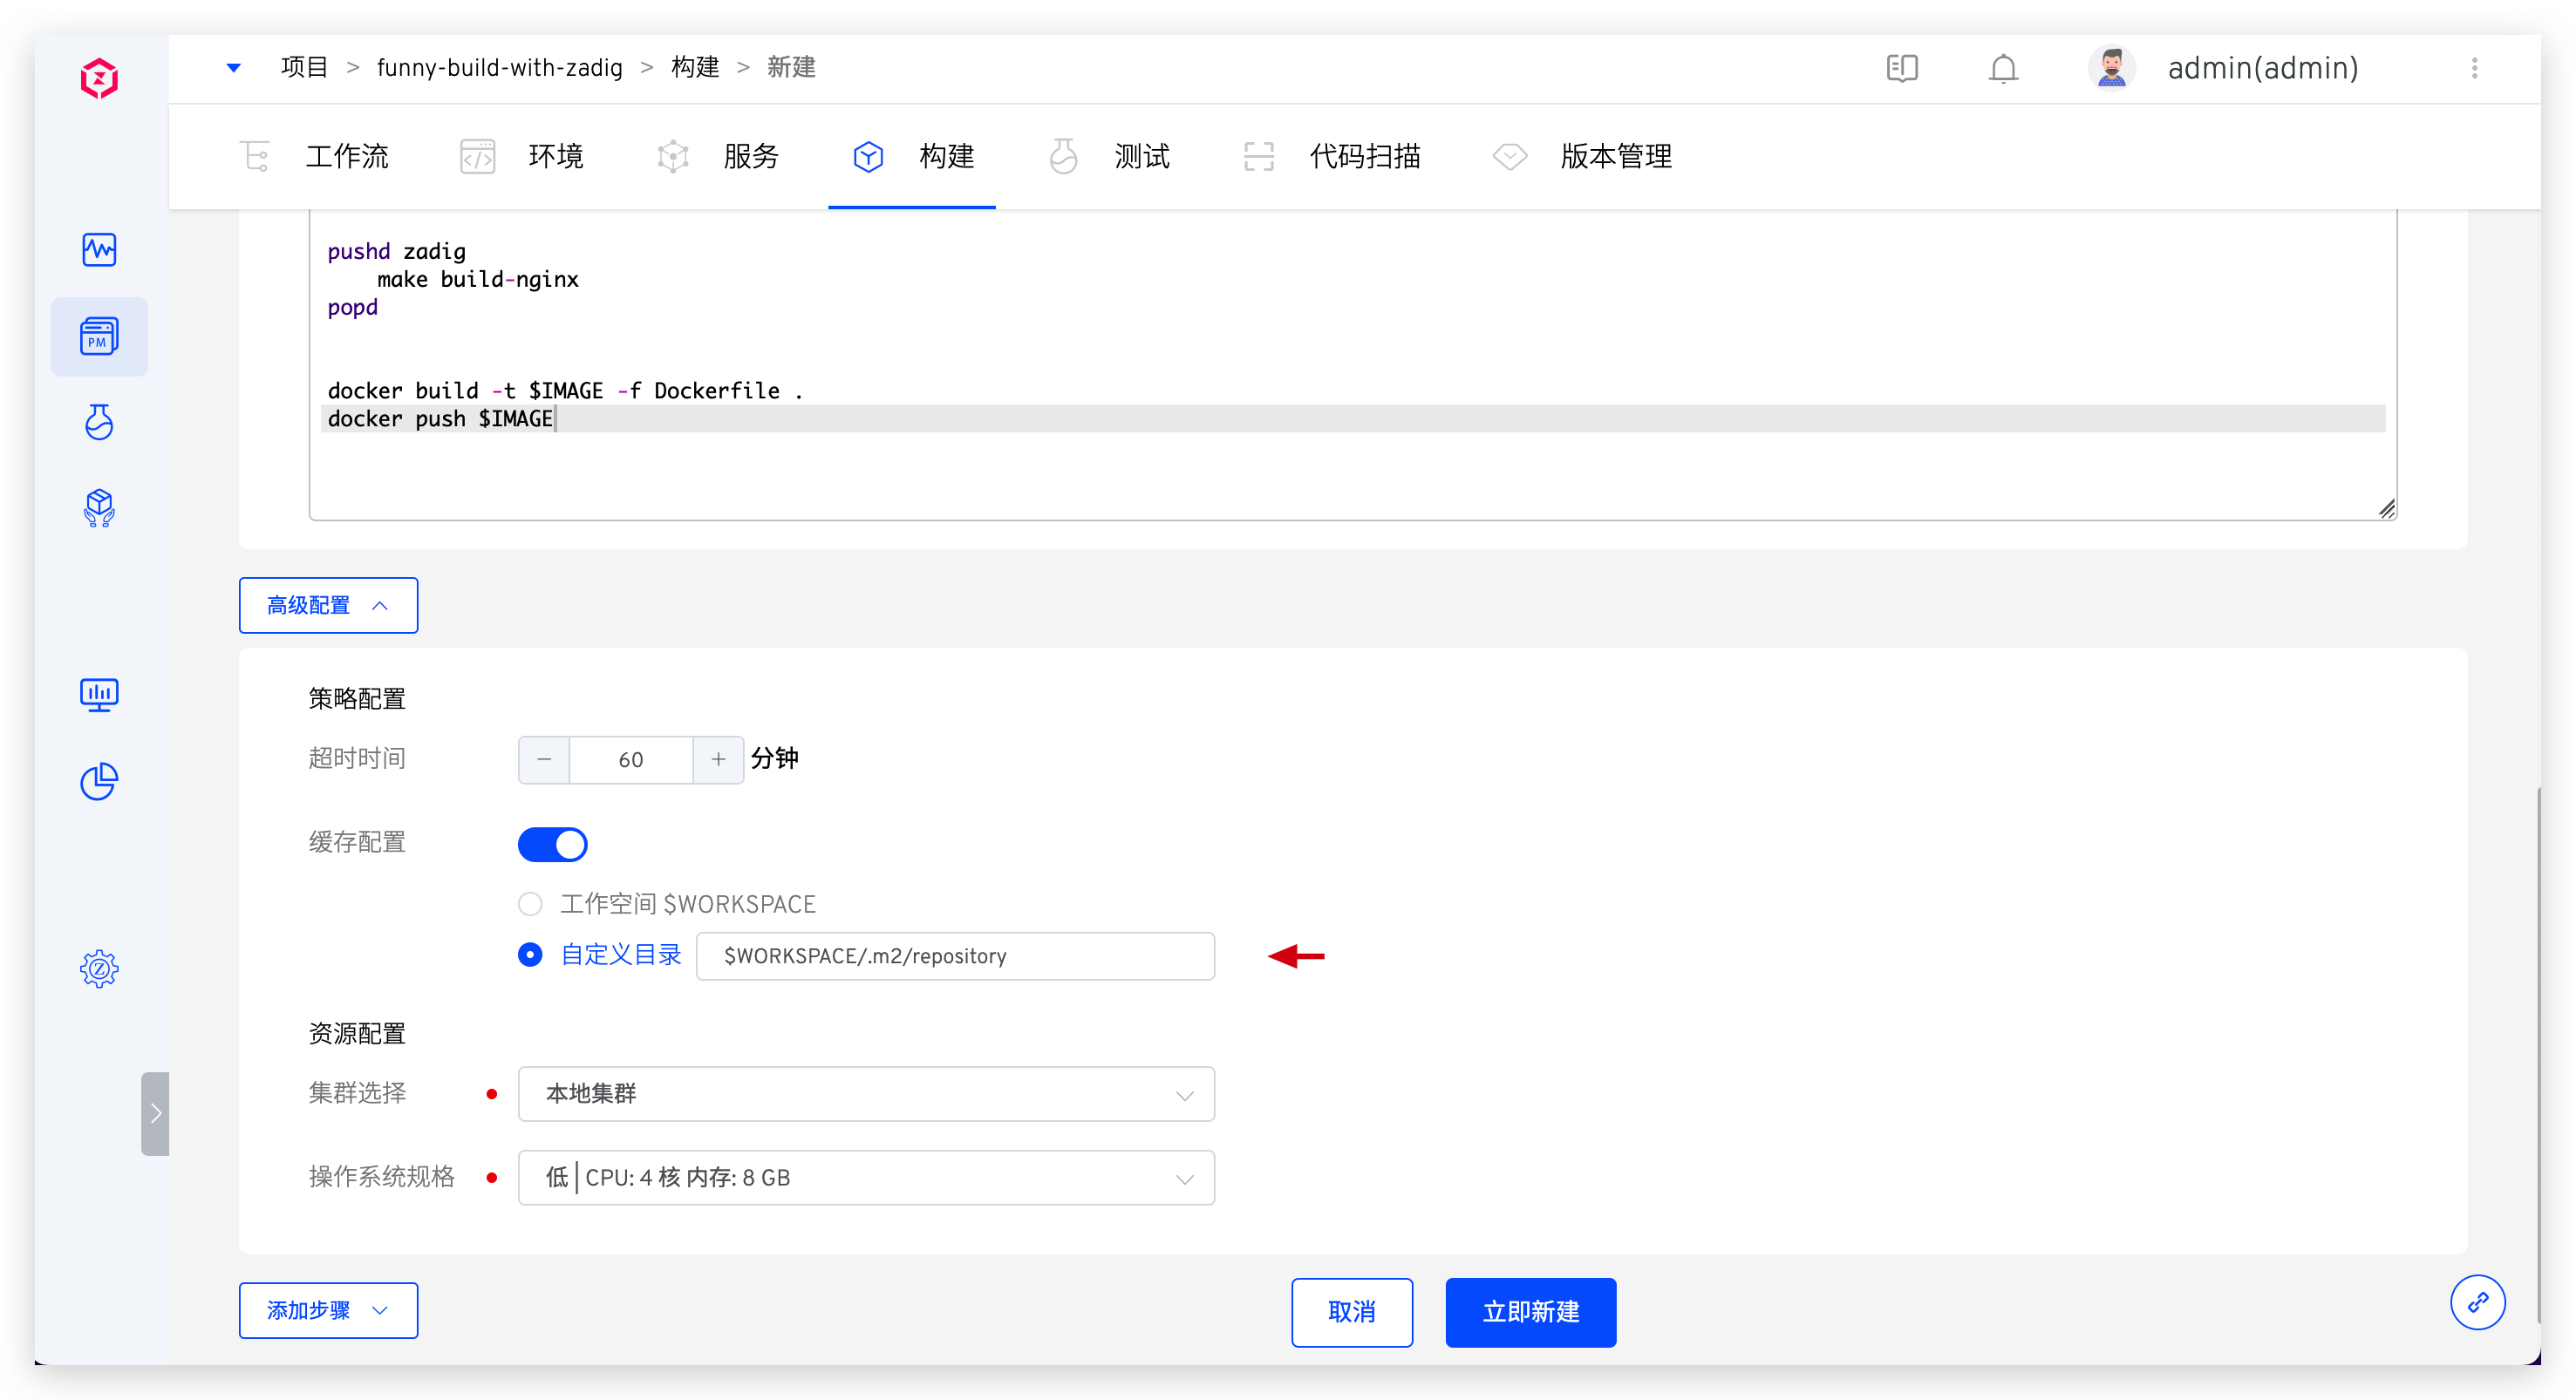 项目 > funny-build-with-zadig > 构建 > 新建
admin(admin)
工作流 环境 服务 构建 测试 代码扫描 版本管理
PM
pushd zadig
make build-nginx
popd
docker build -t $IMAGE -f Dockerfile .
docker push $IMAGE
高级配置
策略配置
超时时间 − 60 + 分钟
缓存配置
工作空间 $WORKSPACE
自定义目录 $WORKSPACE/.m2/repository
资源配置
集群选择 本地集群
操作系统规格 低 | CPU: 4 核 内存: 8 GB
添加步骤 取消 立即新建